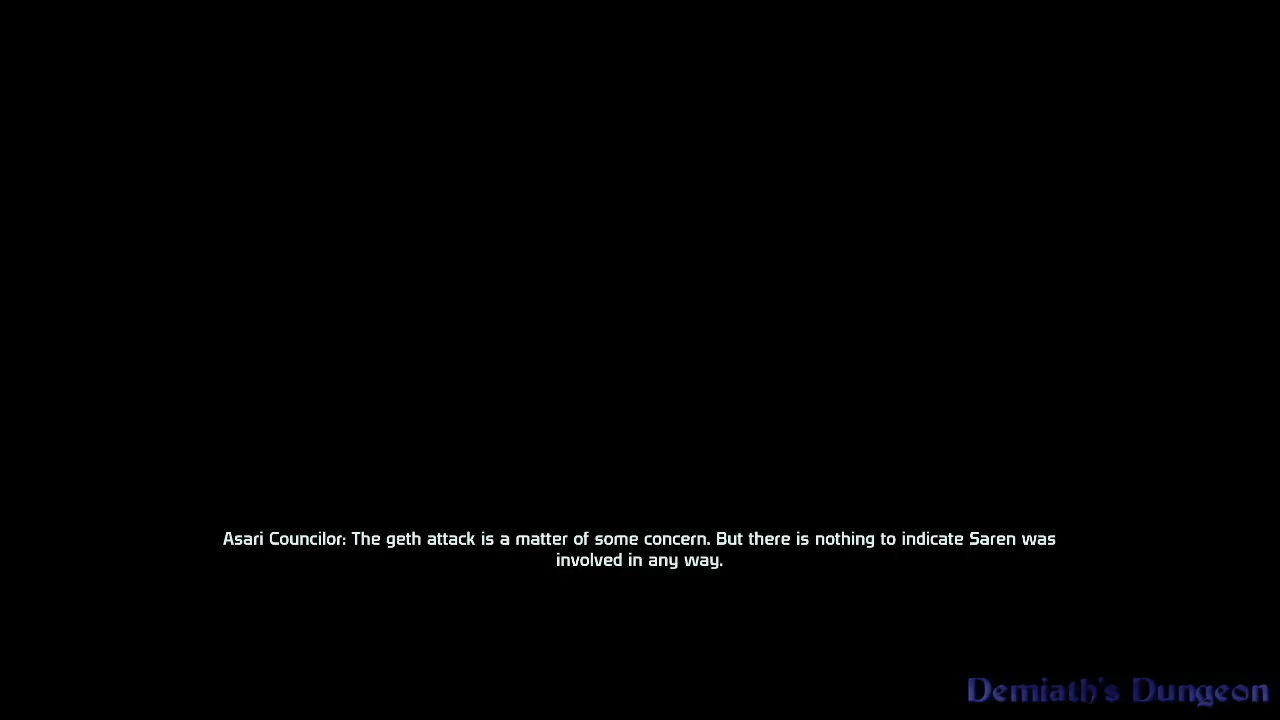 Asari Councilor: The geth attack is a matter of some concern. But there is nothing to indicate Saren was
involved in any way.
Demiath's Dungeon